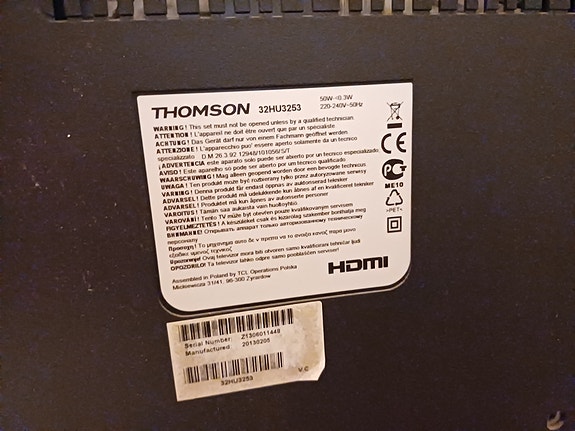 THOMSON 32HU3253
50W~<0.3W
220-240V~50Hz
WARNING! This set must not be opened unless by a qualified technician
ATTENTION! L'appareil ne doit être ouvert que par un spécialiste
ACHTUNG! Das Gerät darf nur von einem Fachmann geöffnet werden
ATTENZIONE! L'apparecchio puo' essere aperto solamente da un tecnico
specializzato D.M.26.3.92 12948/101056/S/T
¡ADVERTENCIA! este aparato solo puede ser abierto por un tecnico especializado
AVISO! Este aparelho so pode ser aberto por um tecnico qualificado
WAARSCHUWING! Mag alleen geopend worden door een bevoegde technicus
UWAGA! Ten produkt może być rozbierany tylko przez autoryzowane serwisy
VARNING! Denna produkt får endast öppnas av auktoriserad tekniker
ADVARSEL! Dette produkt må udelukkende kun åbnes af en kvalificeret tekniker
ADVARSEL! Produktet må kun åpnes av autoriserte personer
VAROITUS! Tämän saa aukaista vain huoltoyhtiö
VAROVÁNÍ! Tento TV může být otevřen pouze kvalifikovaným servisem
FIGYELMEZTETÉS! A készüléket csak és kizárólag szakember bonthatja meg
ВНИМАНИЕ! Открывать аппарат только авторизованному техническому
персоналу
Προσοχή! Το μηχάνημα αυτό δεν πρέπει να το ανοίξει κανείς παρά μόνο
εξειδικευμένος τεχνικός
Upozorenje! Ovaj televizor mora biti otvoren samo kvalificiran tehničar ljudi
OPOZORILO! Ta televizor lahko odpre samo pooblaščen serviser!
Assembled in Poland by TCL Operations Polska
Mickiewicza 31/41, 96-300 Zyrardow
HDMI
CE
PG
ME10
PET
Serial Number: Z1306011448
Manufactured: 20130205
32HU3253
V.C